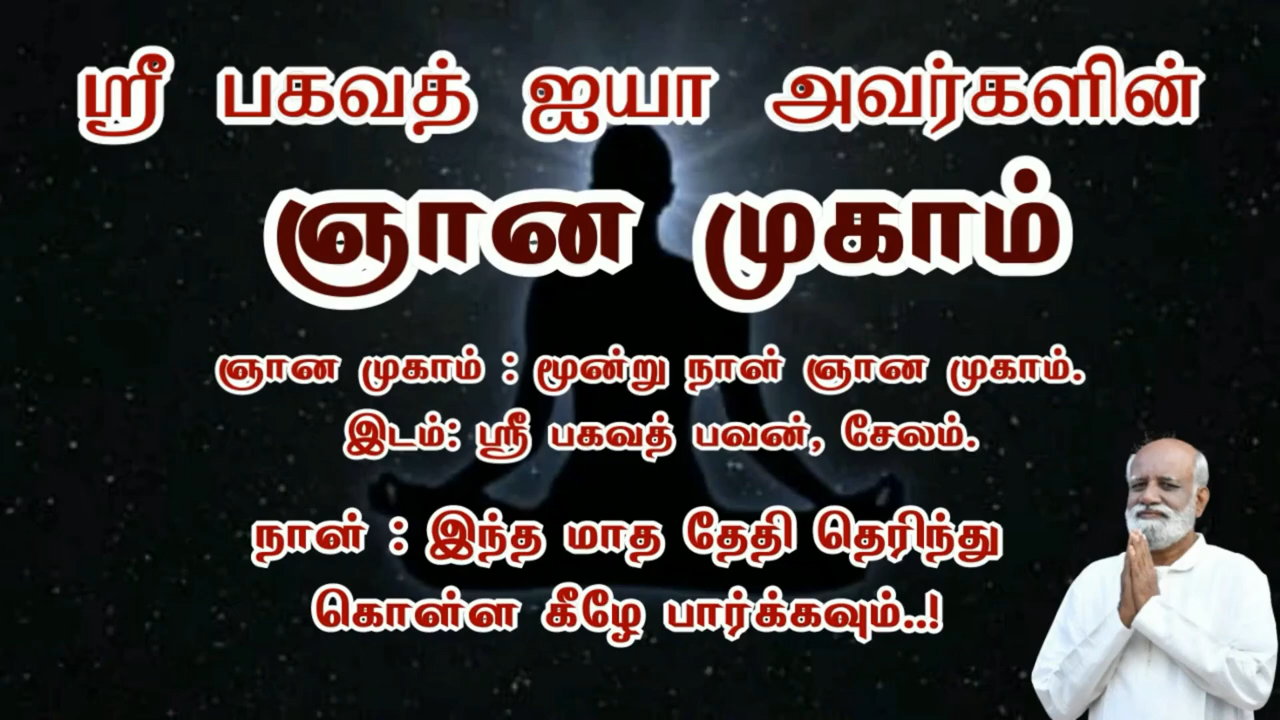 ஸ்ரீ பகவத் ஐயா அவர்களின்
ஞான முகாம்
ஞான முகாம் : மூன்று நாள் ஞான முகாம்.
இடம்: ஸ்ரீ பகவத் பவன், சேலம்.
நாள் : இந்த மாத தேதி தெரிந்து
கொள்ள கீழே பார்க்கவும்..!